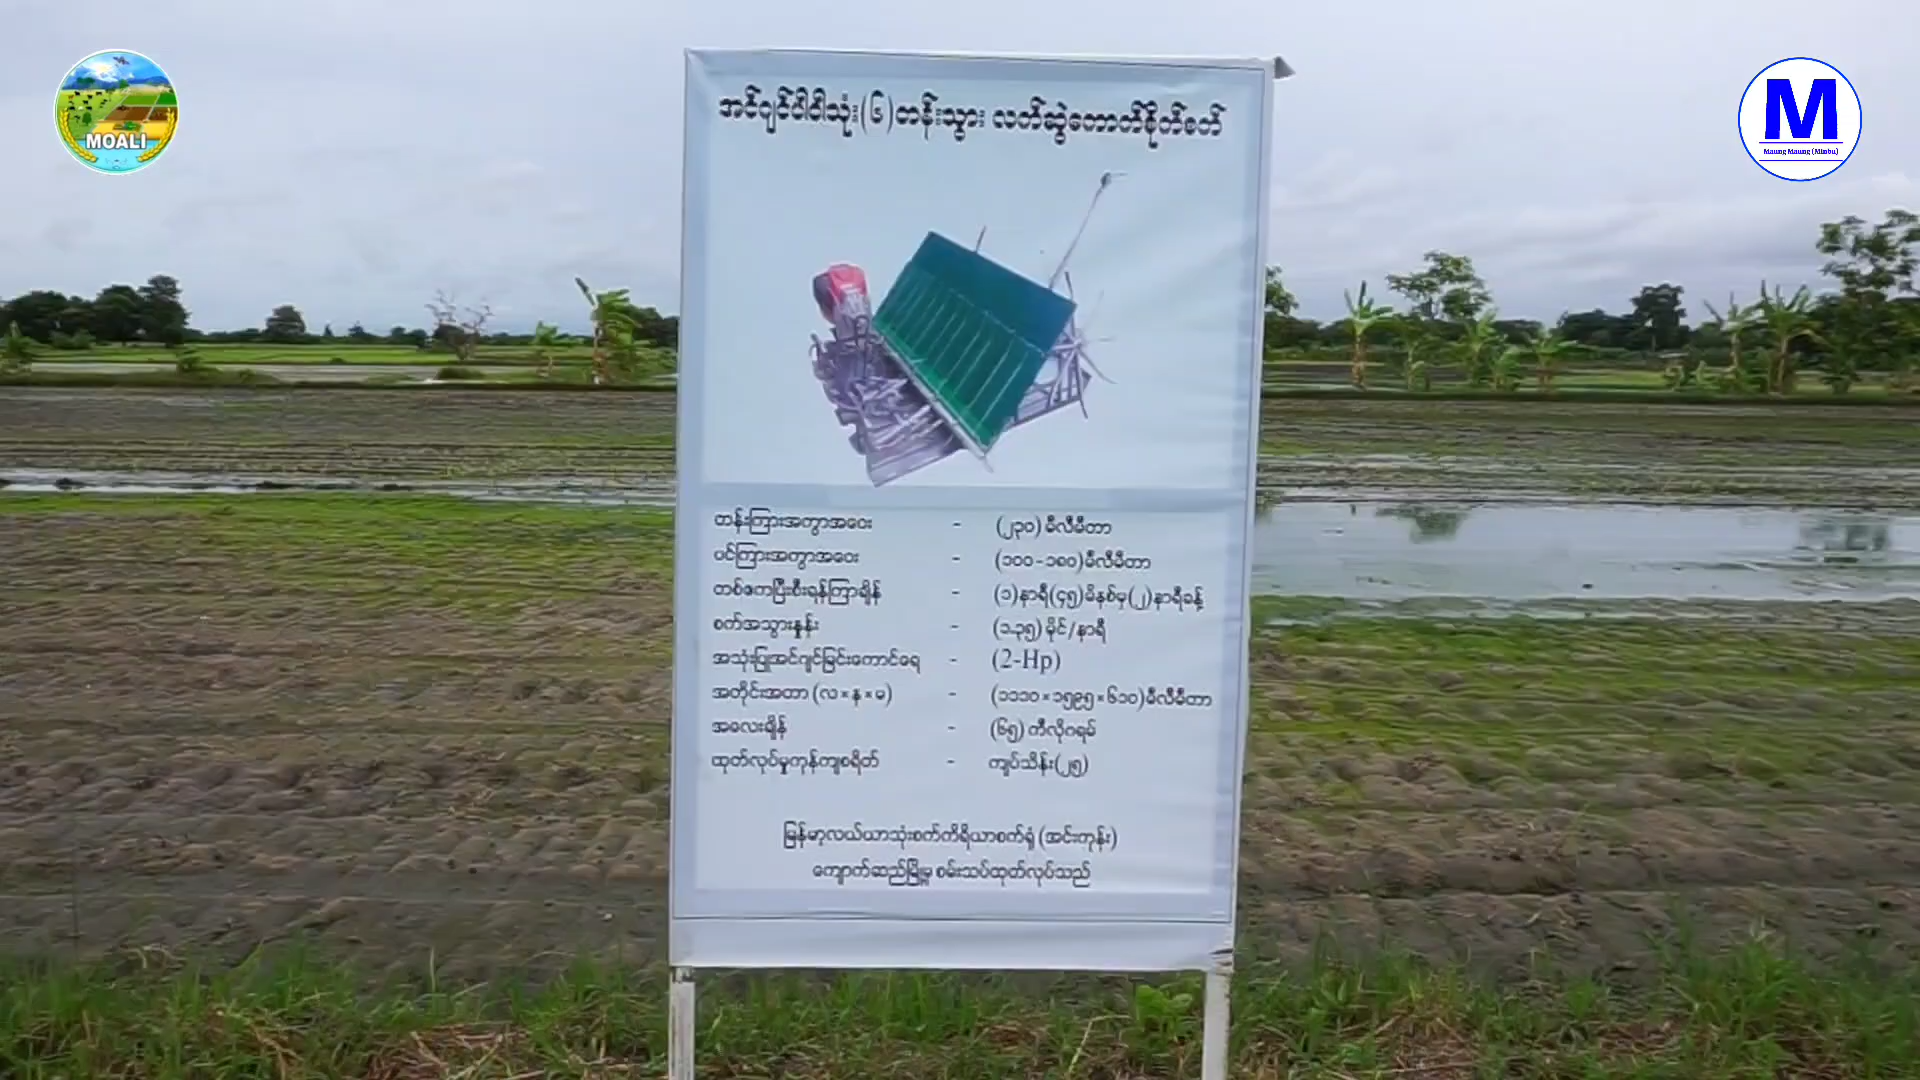 MOALI
M
Maung Maung (Minbu)
အင်ဂျင်ပါဝါသုံး(၆)တန်းသွား လက်ဆွဲကောက်စိုက်စက်
တန်းကြားအကွာအဝေး - (၂၃၀) မီလီမီတာ
ပင်ကြားအကွာအဝေး - (၁၀၀-၁၈၀)မီလီမီတာ
တစ်ဧကပြီးစီးရန်ကြာချိန် - (၁)နာရီ(၄၅)မိနစ်မှ(၂)နာရီခန့်
စက်အသွားနှုန်း - (၁.၃၅) မိုင်/နာရီ
အသုံးပြုအင်ဂျင်မြင်းကောင်ရေ - (2-Hp)
အတိုင်းအတာ (လ×န×မ) - (၁၁၁၀×၁၅၉၅×၆၁၀)မီလီမီတာ
အလေးချိန် - (၆၅) ကီလိုဂရမ်
ထုတ်လုပ်မှုကုန်ကျစရိတ် - ကျပ်သိန်း(၂၅)
မြန်မာ့လယ်ယာသုံးစက်ကိရိယာစက်ရုံ (အင်းကုန်း)
ကျောက်ဆည်မြို့မှ စမ်းသပ်ထုတ်လုပ်သည်